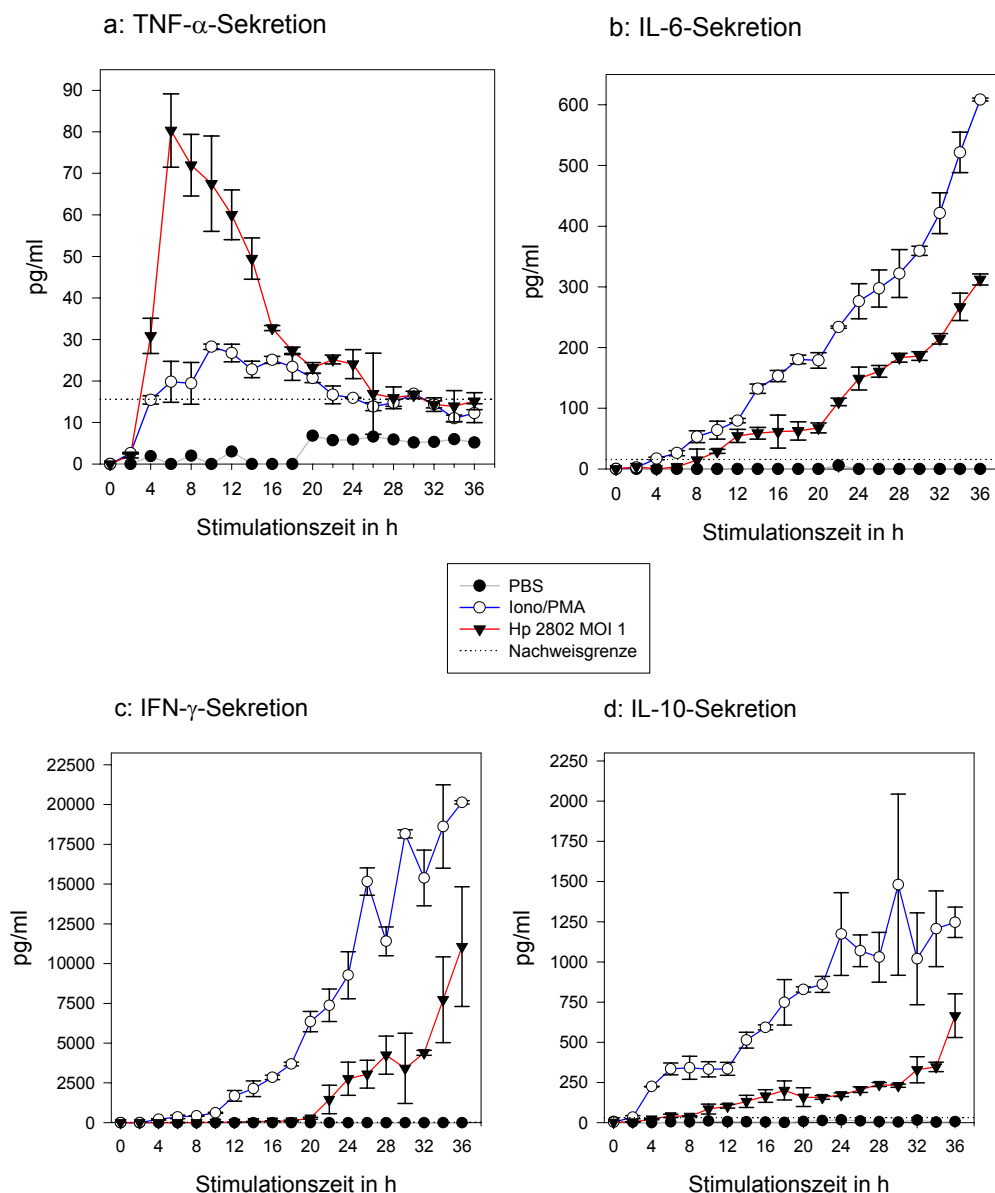 a: TNF-α-Sekretion
b: IL-6-Sekretion
pg/ml
90
80
70
60
50
40
30
20
10
0
0 4 8 12 16 20 24 28 32 36
Stimulationszeit in h
pg/ml
600
500
400
300
200
100
0
0 4 8 12 16 20 24 28 32 36
Stimulationszeit in h
PBS
Iono/PMA
Hp 2802 MOI 1
Nachweisgrenze
c: IFN-γ-Sekretion
d: IL-10-Sekretion
pg/ml
22500
20000
17500
15000
12500
10000
7500
5000
2500
0
0 4 8 12 16 20 24 28 32 36
Stimulationszeit in h
pg/ml
2250
2000
1750
1500
1250
1000
750
500
250
0
0 4 8 12 16 20 24 28 32 36
Stimulationszeit in h